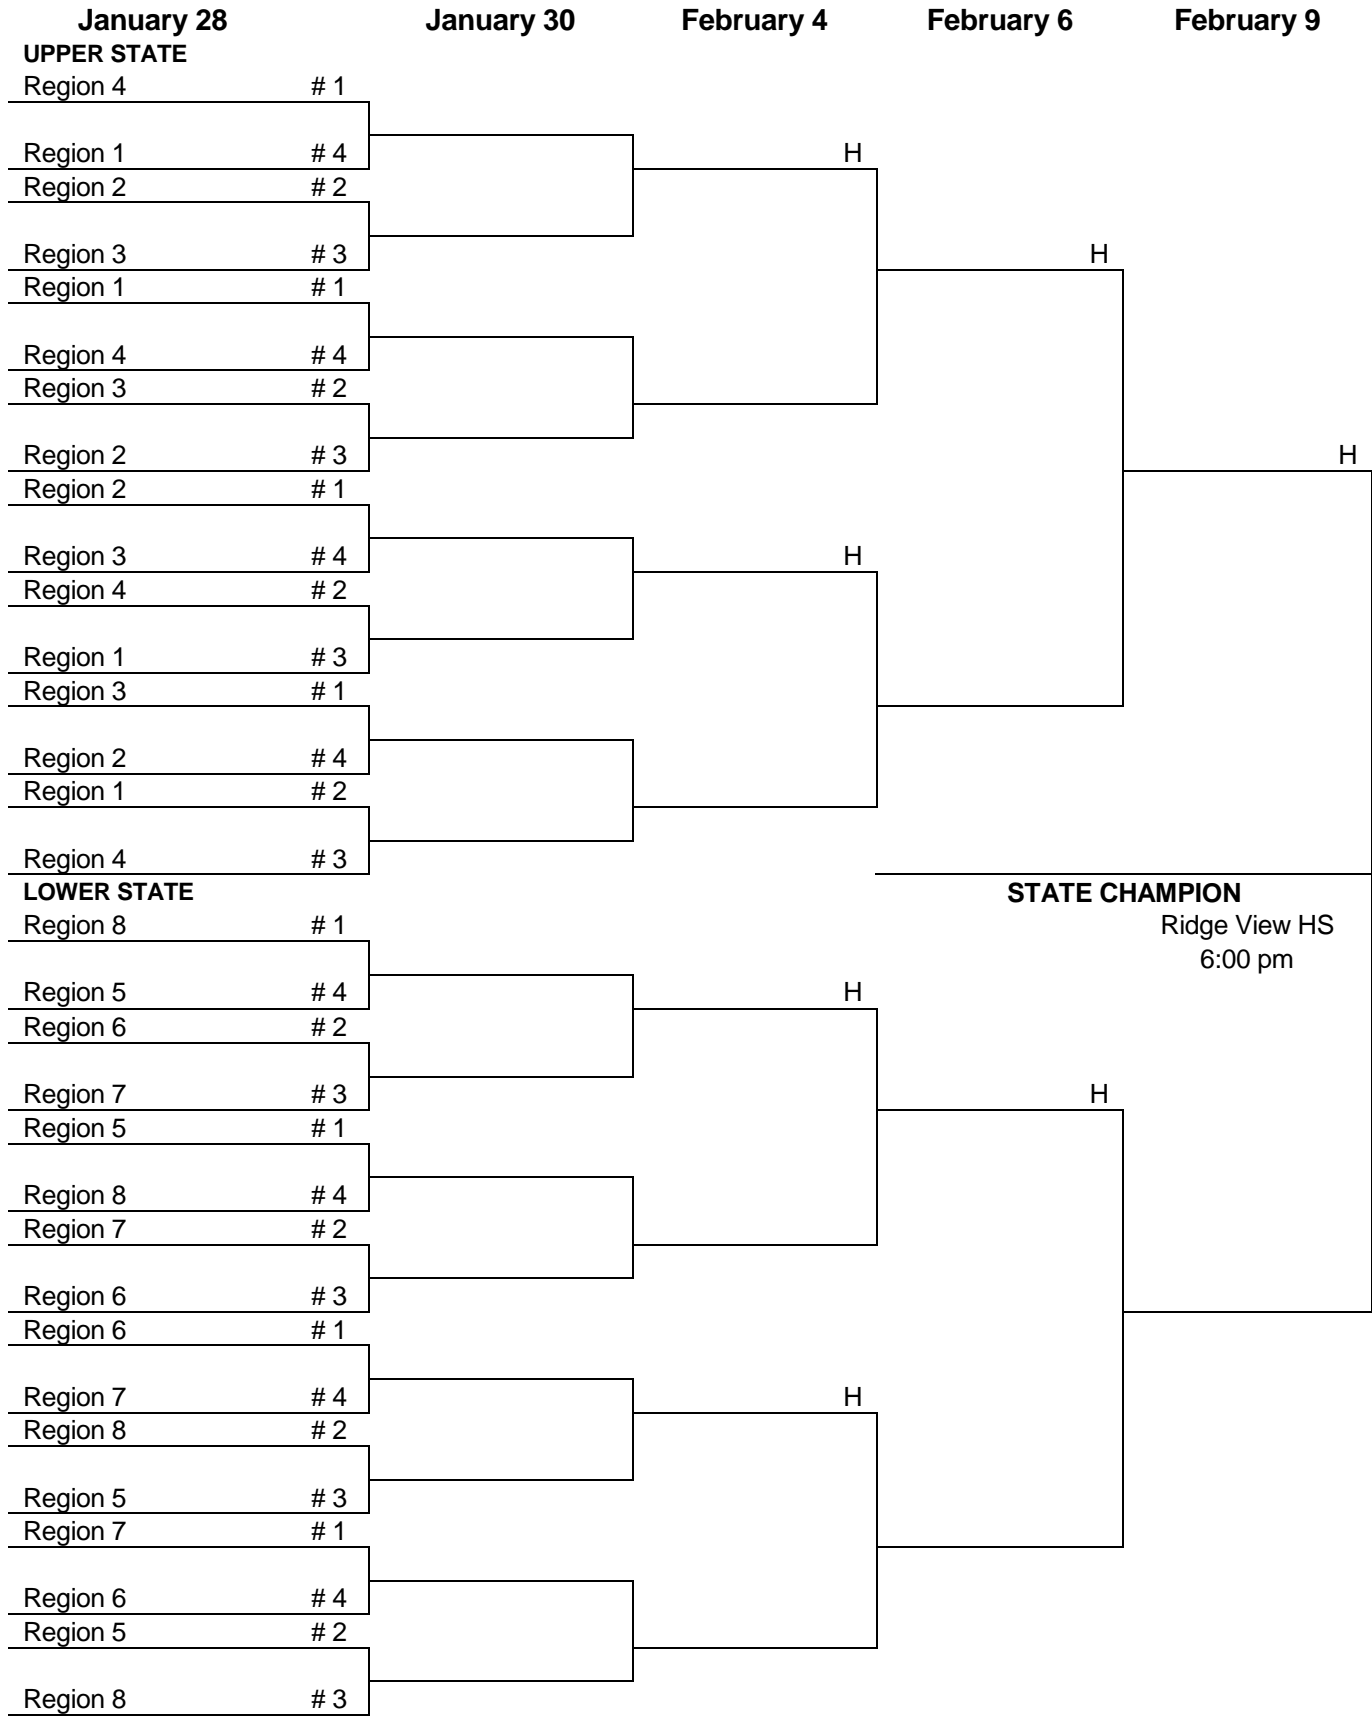 January 28 January 30 February 4 February 6 February 9
UPPER STATE
Region 4 # 1
Region 1 # 4 H
Region 2 # 2
Region 3 # 3 H
Region 1 # 1
Region 4 # 4
Region 3 # 2
Region 2 # 3 H
Region 2 # 1
Region 3 # 4 H
Region 4 # 2
Region 1 # 3
Region 3 # 1
Region 2 # 4
Region 1 # 2
Region 4 # 3
LOWER STATE STATE CHAMPION
Region 8 # 1 Ridge View HS
6:00 pm
Region 5 # 4 H
Region 6 # 2
Region 7 # 3 H
Region 5 # 1
Region 8 # 4
Region 7 # 2
Region 6 # 3
Region 6 # 1
Region 7 # 4 H
Region 8 # 2
Region 5 # 3
Region 7 # 1
Region 6 # 4
Region 5 # 2
Region 8 # 3